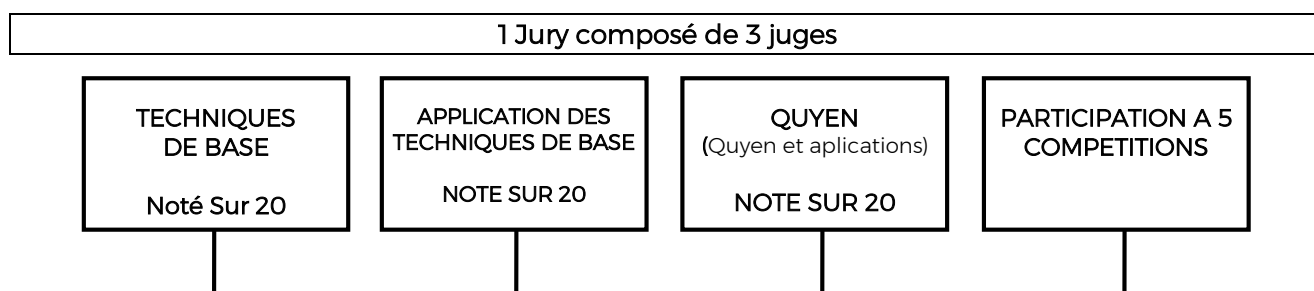 1 Jury composé de 3 juges
TECHNIQUES
DE BASE
Noté Sur 20
APPLICATION DES
TECHNIQUES DE BASE
NOTE SUR 20
QUYEN
(Quyen et aplications)
NOTE SUR 20
PARTICIPATION A 5
COMPETITIONS